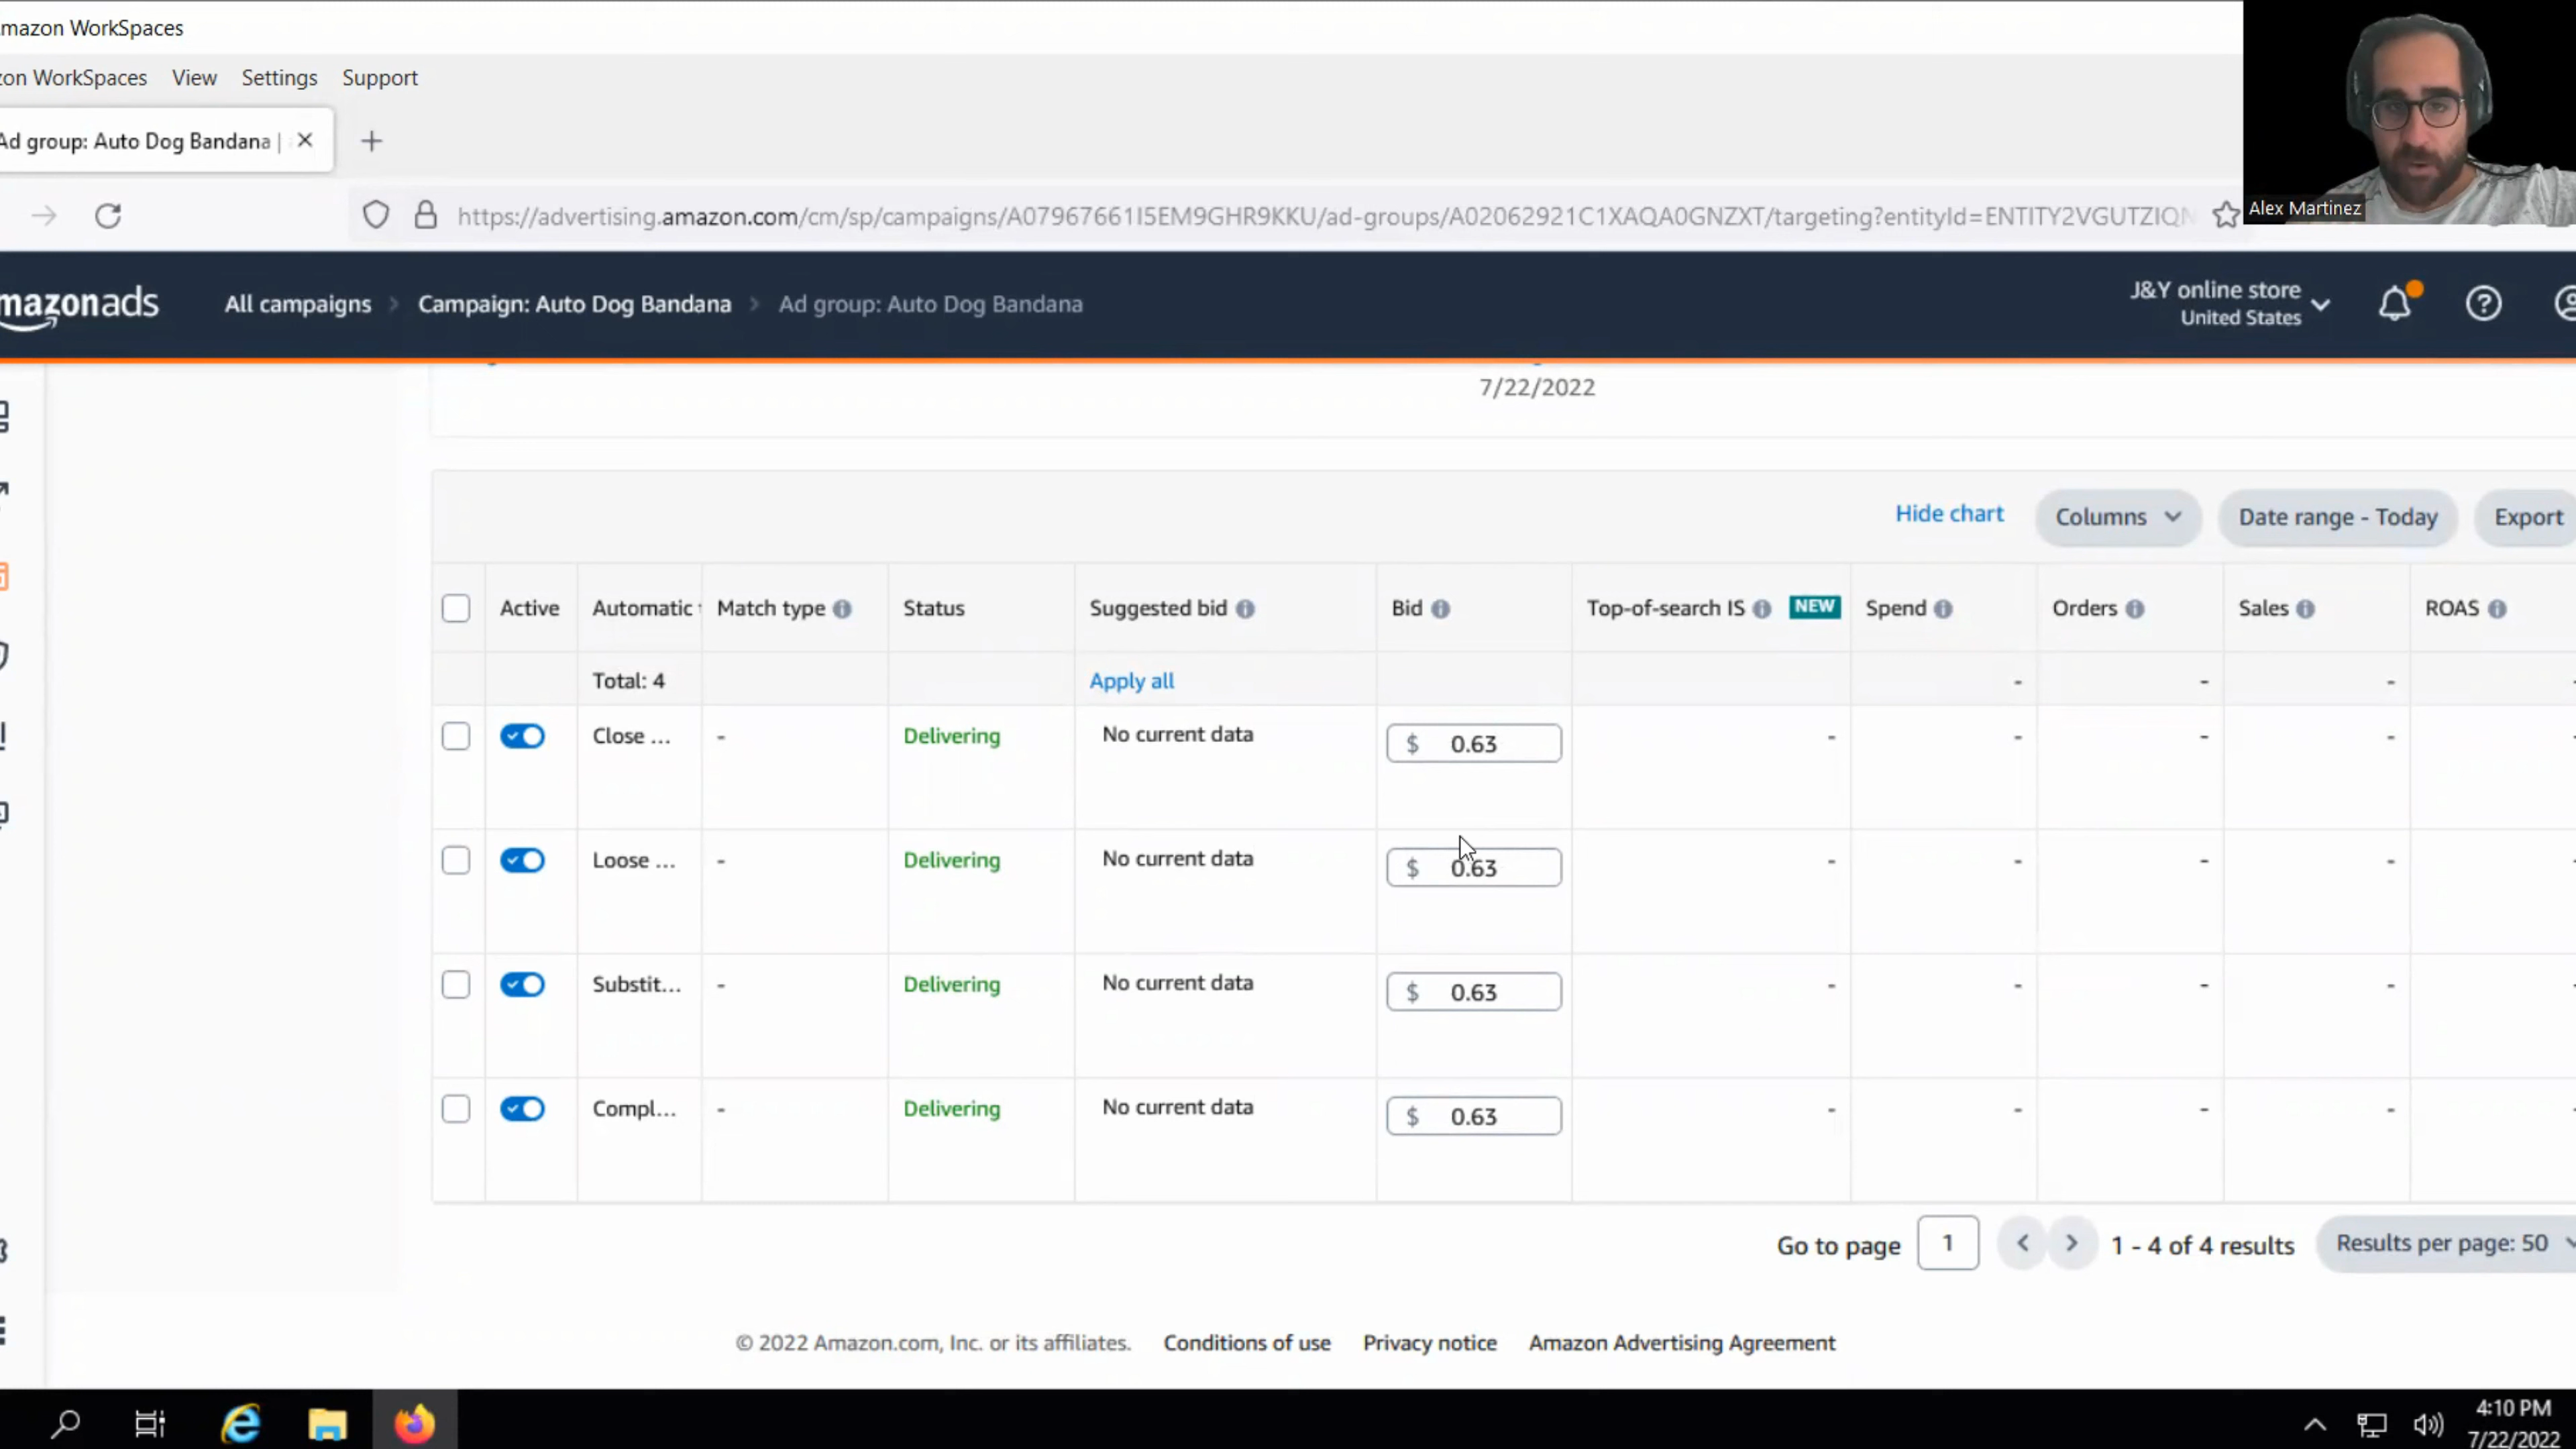 mazon WorkSpaces
zon WorkSpaces View Settings Support
Ad group: Auto Dog Bandana |
https://advertising.amazon.com/cm/sp/campaigns/A07967661I5EM9GHR9KKU/ad-groups/A02062921C1XAQA0GNZXT/targeting?entityId=ENTITY2VGUTZIQN
Alex Martinez
mazonads All campaigns > Campaign: Auto Dog Bandana > Ad group: Auto Dog Bandana
J&Y online store
United States
7/22/2022
Hide chart Columns Date range - Today Export
Active Automatic Match type Status Suggested bid Bid Top-of-search IS NEW Spend Orders Sales ROAS
Total: 4 Apply all - - - -
Close ... - Delivering No current data $ 0.63 - - - - -
Loose ... - Delivering No current data $ 0.63 - - - - -
Substit... - Delivering No current data $ 0.63 - - - - -
Compl... - Delivering No current data $ 0.63 - - - - -
Go to page 1 < > 1 - 4 of 4 results Results per page: 50
© 2022 Amazon.com, Inc. or its affiliates. Conditions of use Privacy notice Amazon Advertising Agreement
4:10 PM
7/22/2022